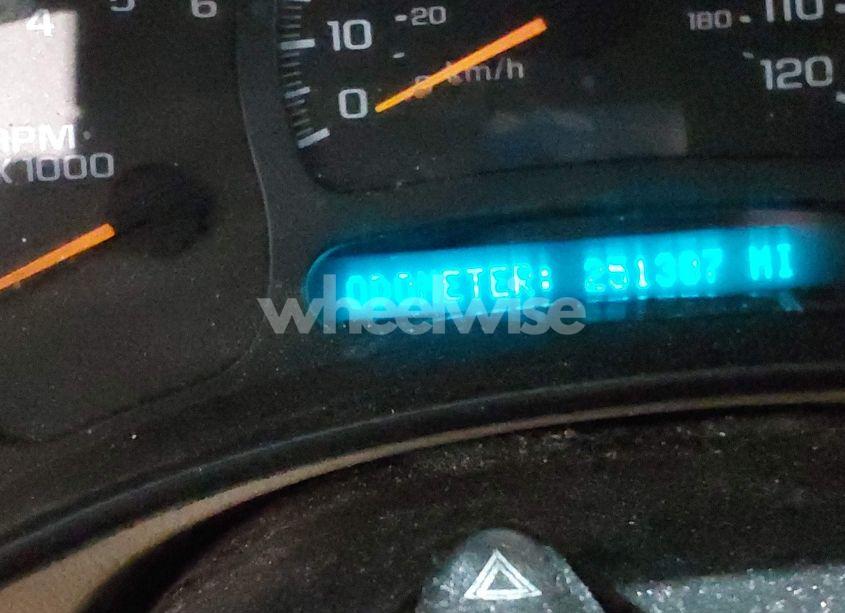 4 5 6
10 20 180 110
0 km/h 120
RPM
X1000
ODOMETER: 251307 MI
wheelwise